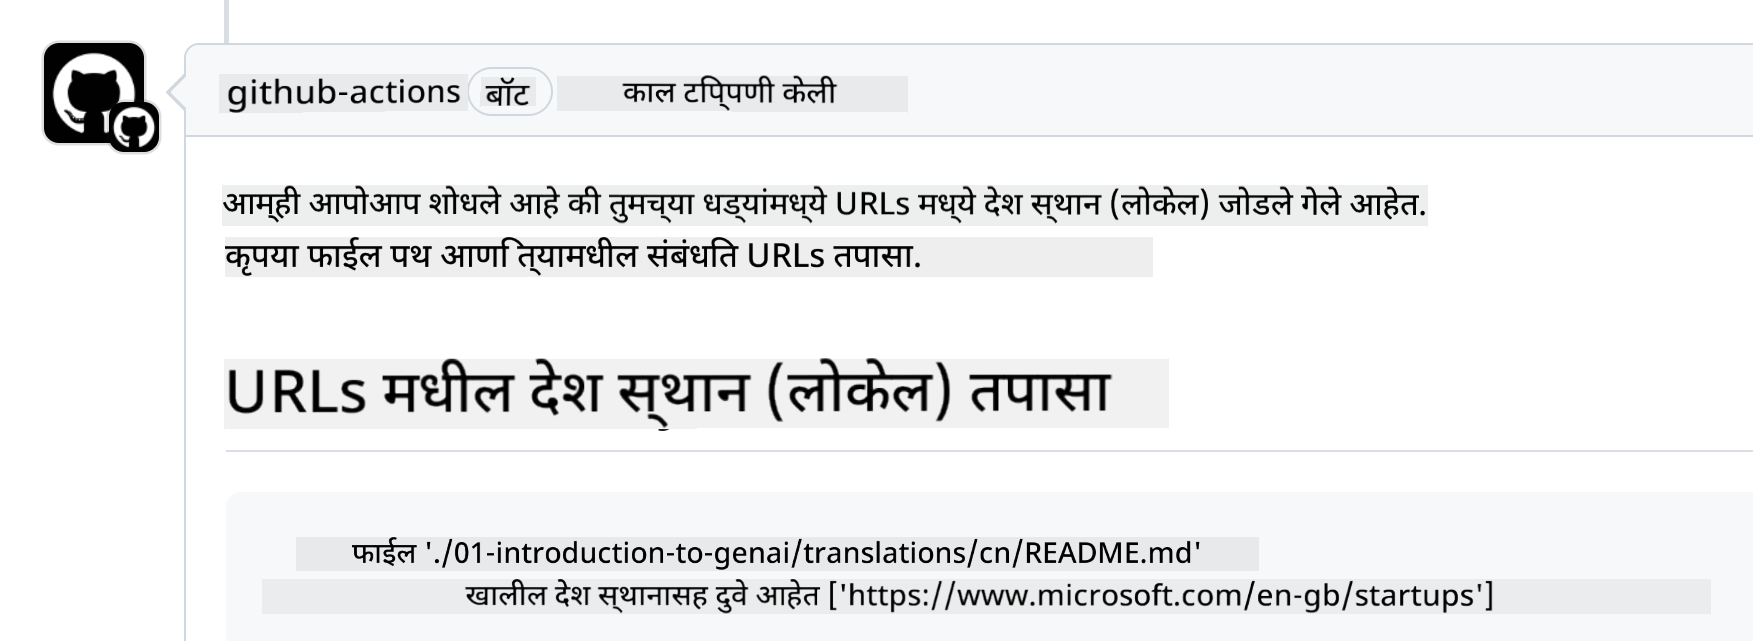 github-actions बॉट काल टिप्पणी केली
आम्ही आपोआप शोधले आहे की तुमच्या धड्यांमध्ये URLs मध्ये देश स्थान (लोकेल) जोडले गेले आहेत.
कृपया फाईल पथ आणि त्यामधील संबंधित URLs तपासा.
URLs मधील देश स्थान (लोकेल) तपासा
फाईल './01-introduction-to-genai/translations/cn/README.md'
खालील देश स्थानासह दुवे आहेत ['https://www.microsoft.com/en-gb/startups']